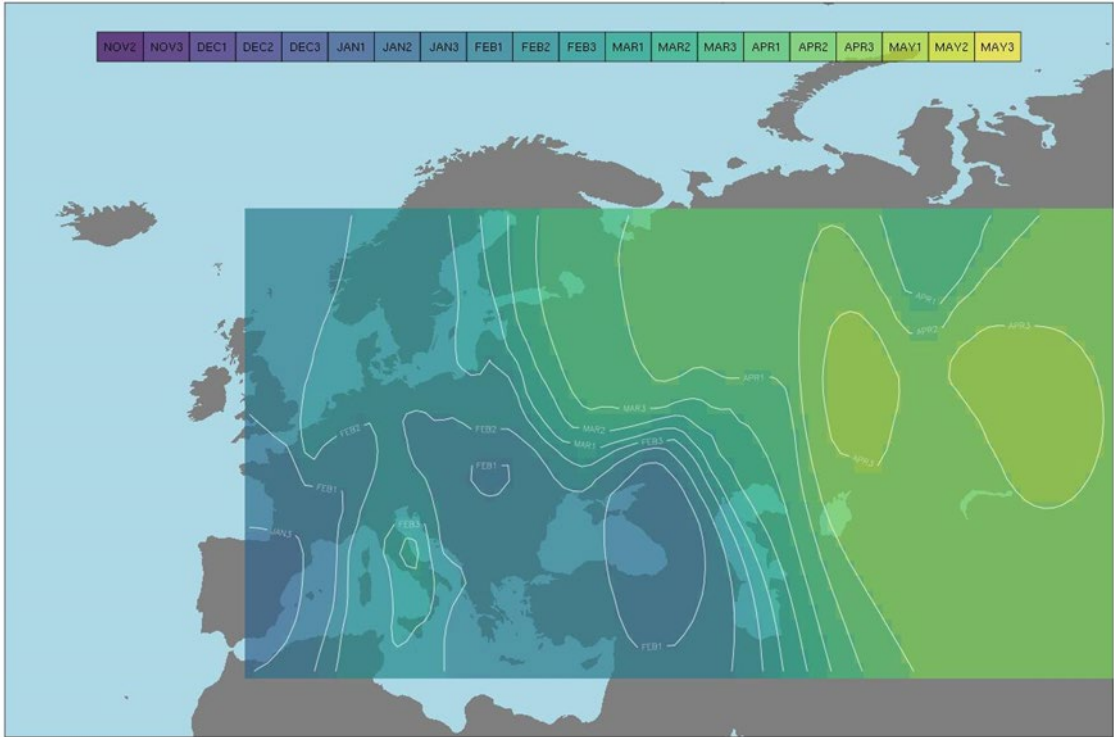 NOV2 NOV3 DEC1 DEC2 DEC3 JAN1 JAN2 JAN3 FEB1 FEB2 FEB3 MAR1 MAR2 MAR3 APR1 APR2 APR3 MAY1 MAY2 MAY3
APR1
APR2
APR3
APR1
MAR3
FEB2
FEB2
MAR2
FEB3
MAR1
APR3
FEB1
FEB1
FEB3
JAN3
FEB1